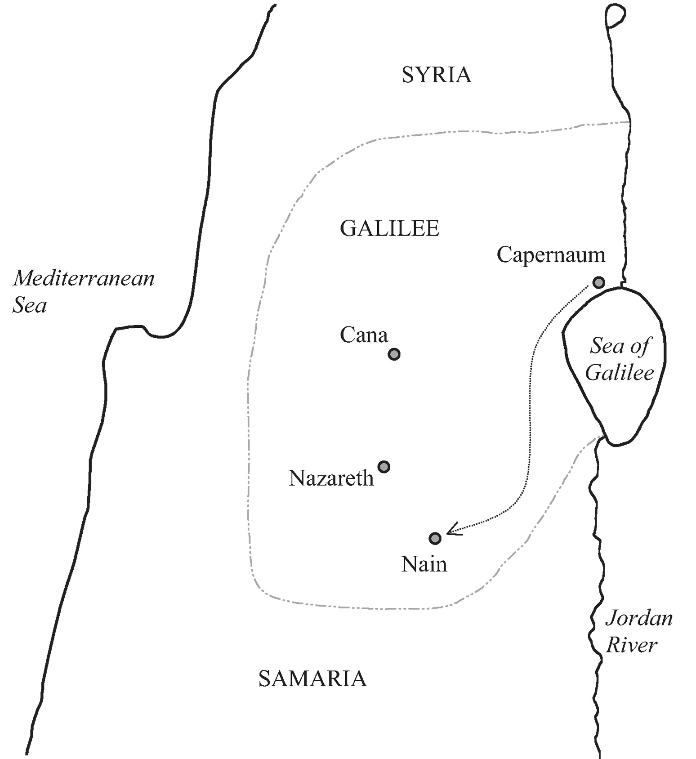 SYRIA
GALILEE
Capernaum
Mediterranean
Sea
Cana
Sea of
Galilee
Nazareth
Nain
Jordan
River
SAMARIA